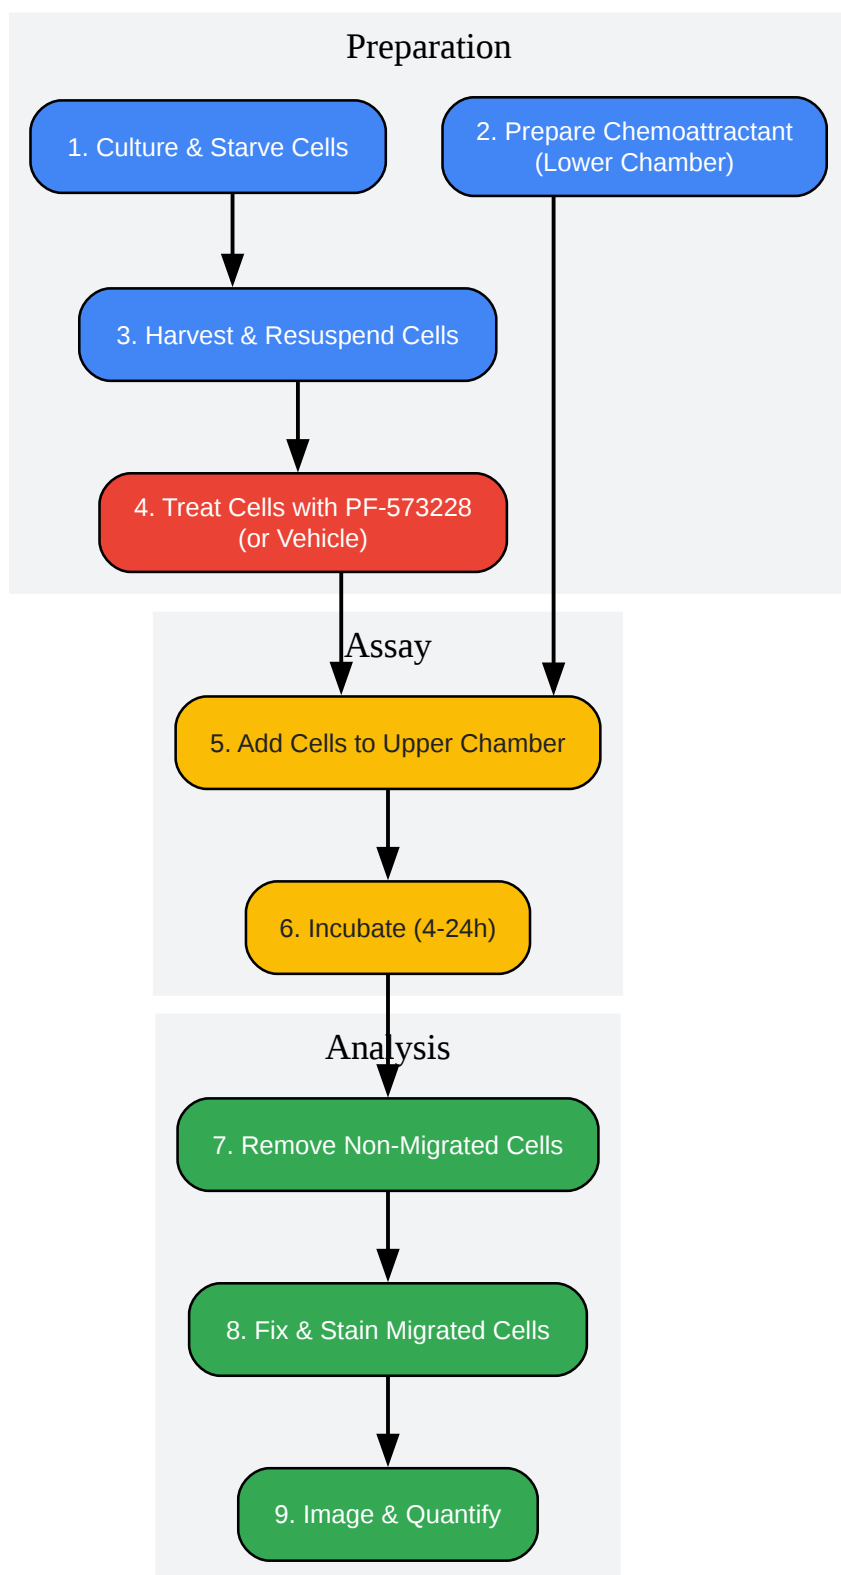 Preparation
1. Culture & Starve Cells
2. Prepare Chemoattractant
(Lower Chamber)
3. Harvest & Resuspend Cells
4. Treat Cells with PF-573228
(or Vehicle)
Assay
5. Add Cells to Upper Chamber
6. Incubate (4-24h)
Analysis
7. Remove Non-Migrated Cells
8. Fix & Stain Migrated Cells
9. Image & Quantify